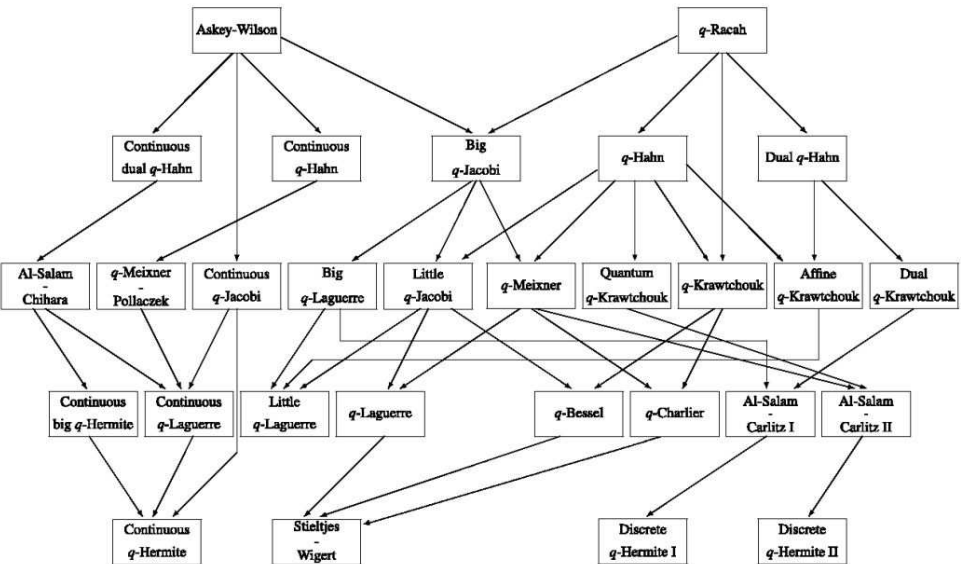 Askey-Wilson
q-Racah
Continuous
dual q-Hahn
Continuous
q-Hahn
Big
q-Jacobi
q-Hahn
Dual q-Hahn
Al-Salam
-
Chihara
q-Meixner
-
Pollaczek
Continuous
q-Jacobi
Big
q-Laguerre
Little
q-Jacobi
q-Meixner
Quantum
q-Krawtchouk
q-Krawtchouk
Affine
q-Krawtchouk
Dual
q-Krawtchouk
Continuous
big q-Hermite
Continuous
q-Laguerre
Little
q-Laguerre
q-Laguerre
q-Bessel
q-Charlier
Al-Salam
-
Carlitz I
Al-Salam
-
Carlitz II
Continuous
q-Hermite
Stieltjes
-
Wigert
Discrete
q-Hermite I
Discrete
q-Hermite II